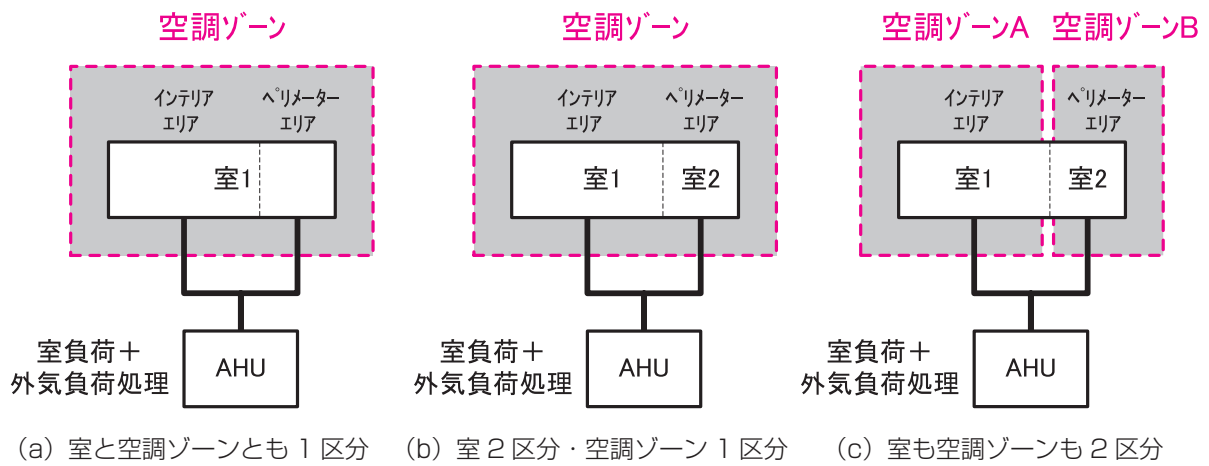 空調ゾーン
インテリア
エリア
ペリメーター
エリア
室1
室負荷＋
外気負荷処理
AHU
(a) 室と空調ゾーンとも 1 区分
空調ゾーン
インテリア
エリア
ペリメーター
エリア
室1
室2
室負荷＋
外気負荷処理
AHU
(b) 室 2 区分・空調ゾーン 1 区分
空調ゾーンA
空調ゾーンB
インテリア
エリア
ペリメーター
エリア
室1
室2
室負荷＋
外気負荷処理
AHU
(c) 室も空調ゾーンも 2 区分